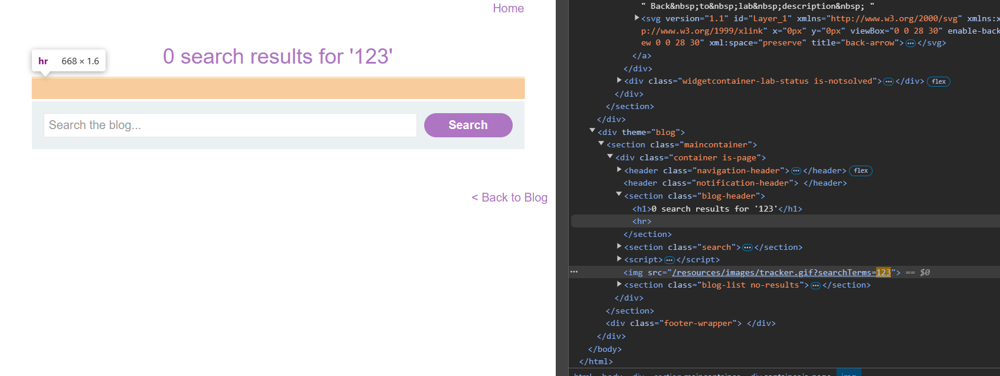 Home
0 search results for '123'
hr 668 × 1.6
Search the blog...
Search
< Back to Blog
" Back&nbsp;to&nbsp;lab&nbsp;description&nbsp; "
<svg version="1.1" id="Layer_1" xmlns="http://www.w3.org/2000/svg" xmlns:x
p://www.w3.org/1999/xlink" x="0px" y="0px" viewBox="0 0 28 30" enable-back
ew 0 0 28 30" xml:space="preserve" title="back-arrow">…</svg>
</a>
</div>
<div class="widgetcontainer-lab-status is-notsolved">…</div> flex
</div>
</section>
</div>
<div theme="blog">
<section class="maincontainer">
<div class="container is-page">
<header class="navigation-header">…</header> flex
<header class="notification-header"> </header>
<section class="blog-header">
<h1>0 search results for '123'</h1>
<hr>
</section>
<section class="search">…</section>
<script>…</script>
<img src="/resources/images/tracker.gif?searchTerms=123"> == $0
<section class="blog-list no-results">…</section>
</div>
</section>
<div class="footer-wrapper"> </div>
</div>
</body>
</html>